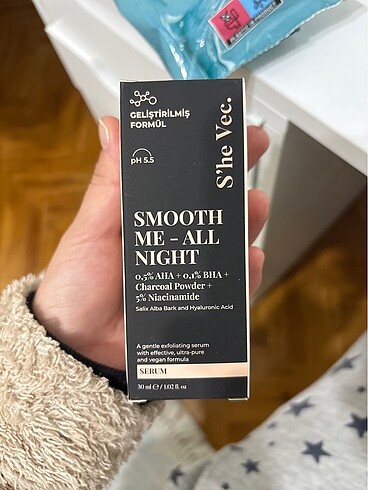 GELİŞTİRİLMİŞ
FORMÜL
pH 5.5
S'he Vec.
SMOOTH
ME - ALL
NIGHT
0,5% AHA + 0,1% BHA +
Charcoal Powder +
5% Niacinamide
Salix Alba Bark and Hyaluronic Acid
A gentle exfoliating serum
with effective, ultra-pure
and vegan formula
SERUM
30 ml ℮ / 1.02 fl. oz